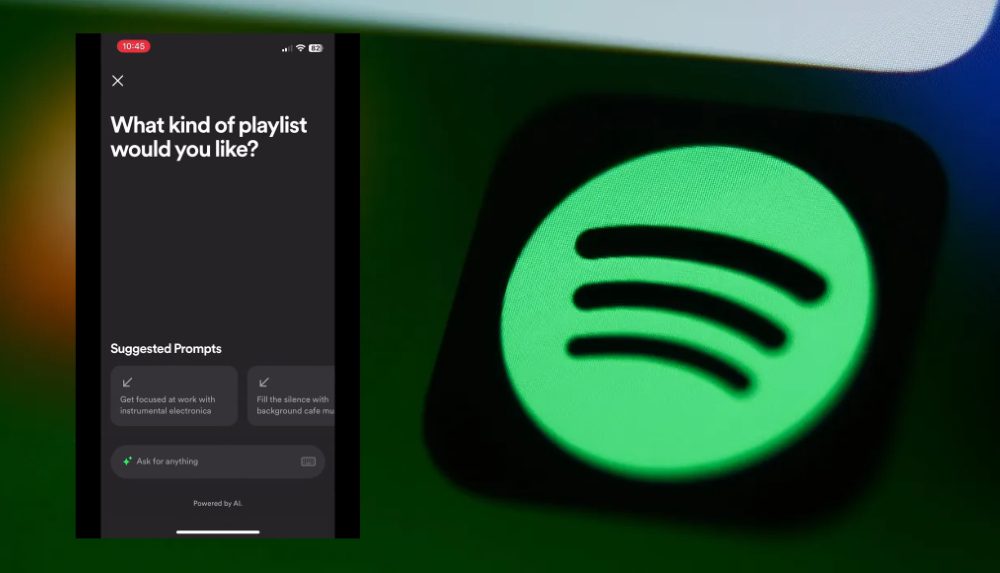 10:45
82
What kind of playlist
would you like?
Suggested Prompts
Get focused at work with
instrumental electronica
Fill the silence with
background cafe mu
Ask for anything
Powered by AI.